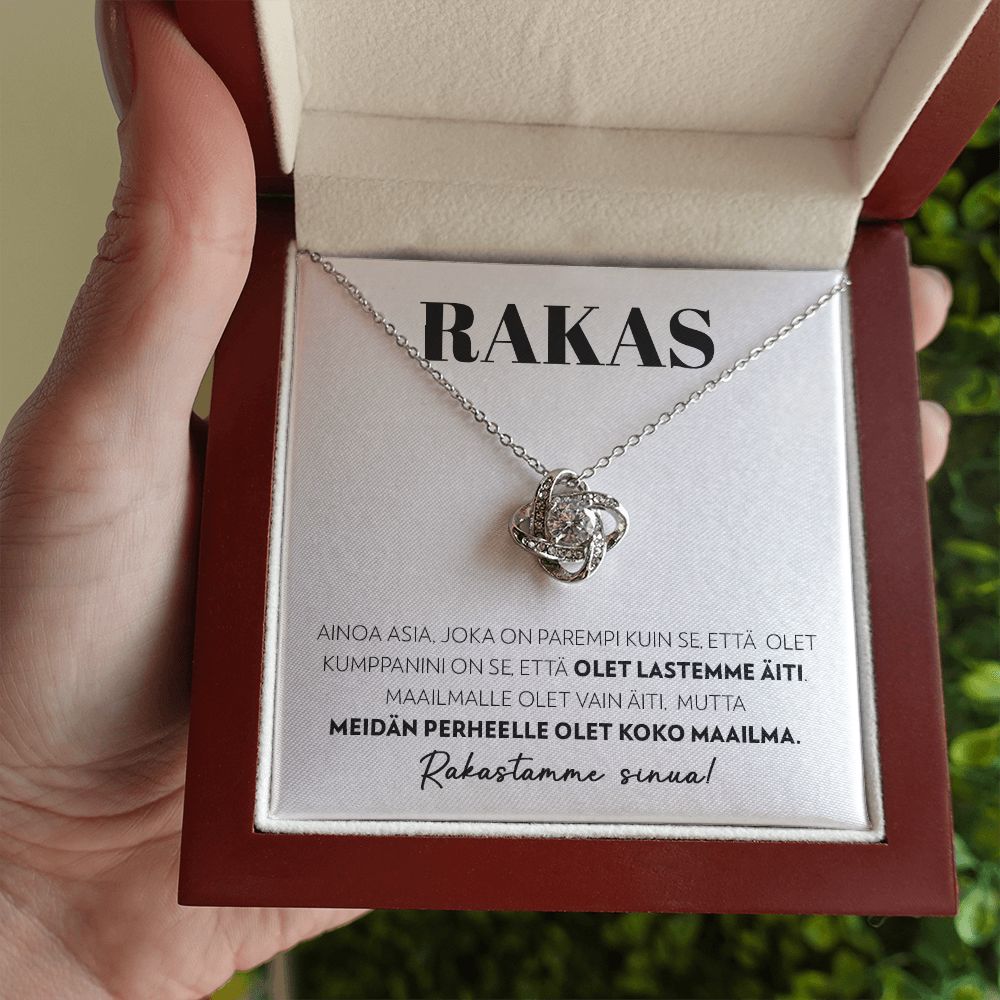 RAKAS
AINOA ASIA, JOKA ON PAREMPI KUIN SE, ETTÄ OLET
KUMPPANINI ON SE, ETTÄ OLET LASTEMME ÄITI.
MAAILMALLE OLET VAIN ÄITI, MUTTA
MEIDÄN PERHEELLE OLET KOKO MAAILMA.
Rakastamme sinua!